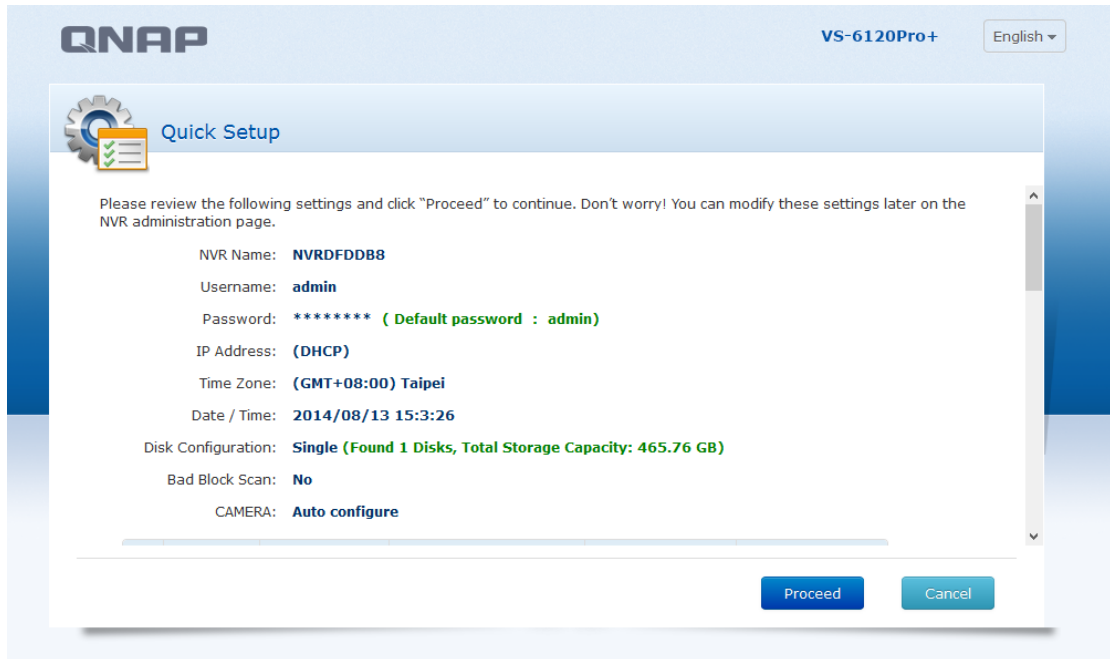 QNAP
VS-6120Pro+
English
Quick Setup
Please review the following settings and click “Proceed” to continue. Don’t worry! You can modify these settings later on the
NVR administration page.
NVR Name: NVRDFDDB8
Username: admin
Password: ******** ( Default password : admin)
IP Address: (DHCP)
Time Zone: (GMT+08:00) Taipei
Date / Time: 2014/08/13 15:3:26
Disk Configuration: Single (Found 1 Disks, Total Storage Capacity: 465.76 GB)
Bad Block Scan: No
CAMERA: Auto configure
Proceed
Cancel